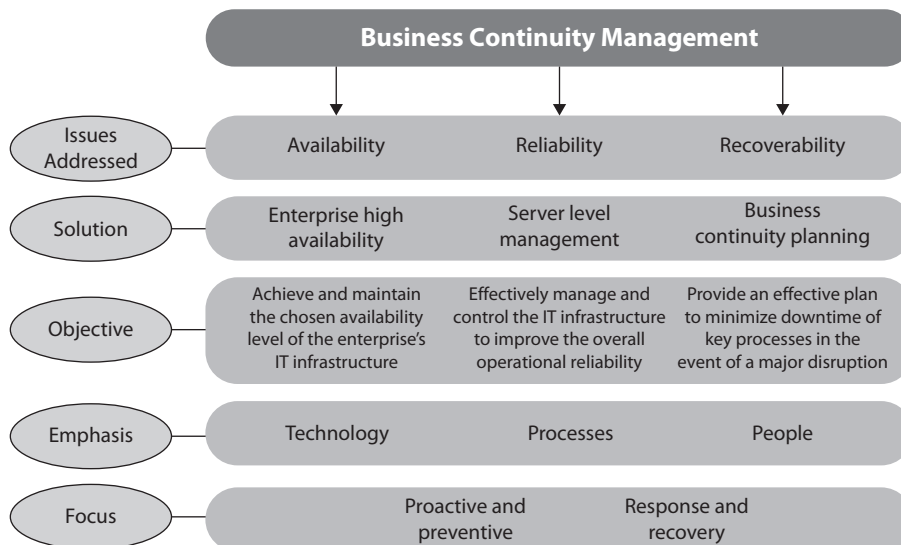 Business Continuity Management
Issues
Addressed
Availability
Reliability
Recoverability
Solution
Enterprise high
availability
Server level
management
Business
continuity planning
Objective
Achieve and maintain
the chosen availability
level of the enterprise's
IT infrastructure
Effectively manage and
control the IT infrastructure
to improve the overall
operational reliability
Provide an effective plan
to minimize downtime of
key processes in the
event of a major disruption
Emphasis
Technology
Processes
People
Focus
Proactive and
preventive
Response and
recovery